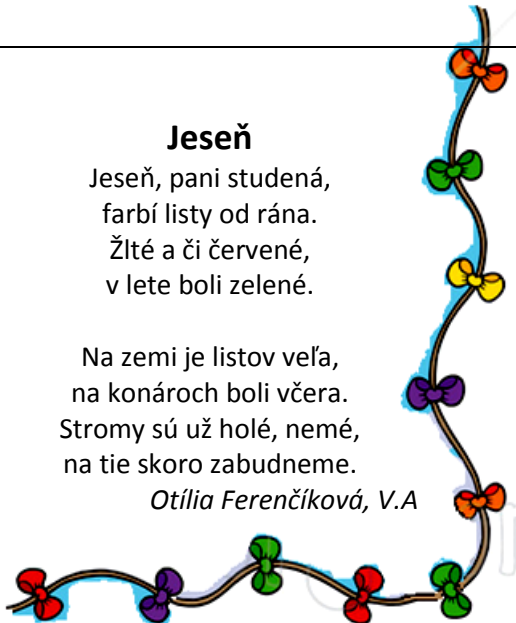 Jeseň
Jeseň, pani studená,
farbí listy od rána.
Žlté a či červené,
v lete boli zelené.
Na zemi je listov veľa,
na konároch boli včera.
Stromy sú už holé, nemé,
na tie skoro zabudneme.
Otília Ferenčíková, V.A